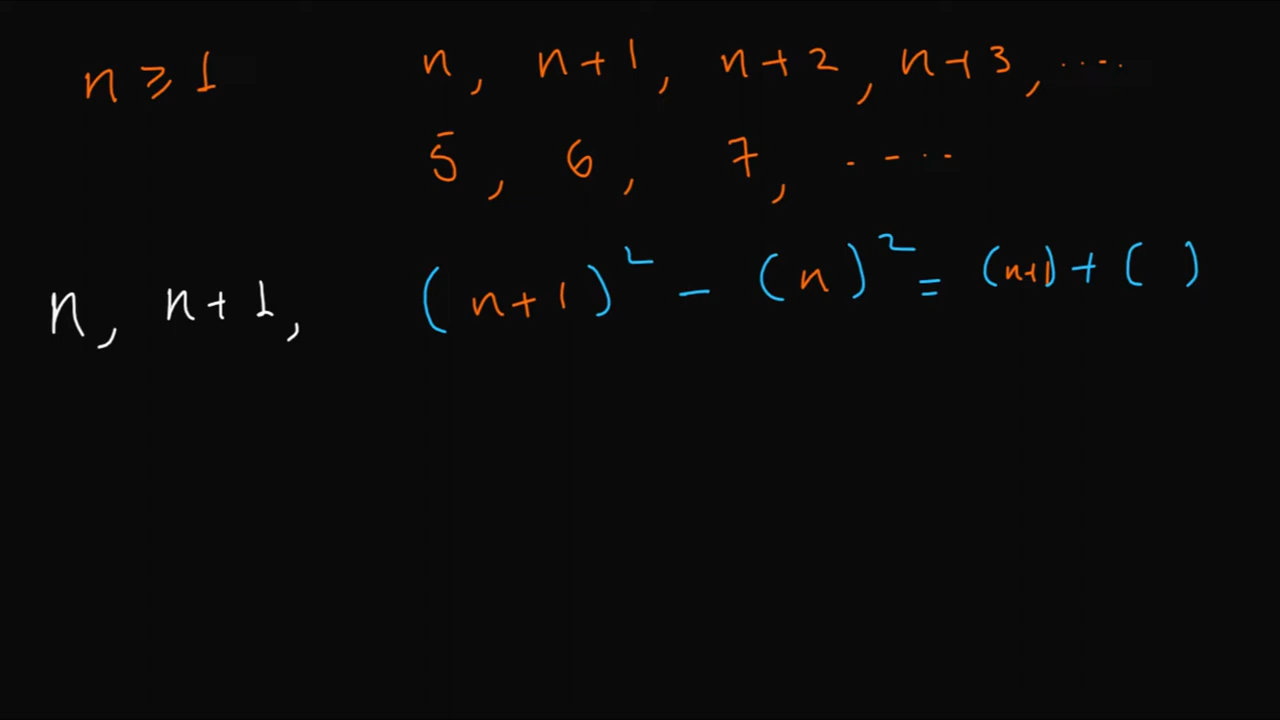 n ⩾ 1 n, n+1, n+2, n+3, ....
5, 6, 7, ....
n, n+1, (n+1)² - (n)² = (n+1) + ( )